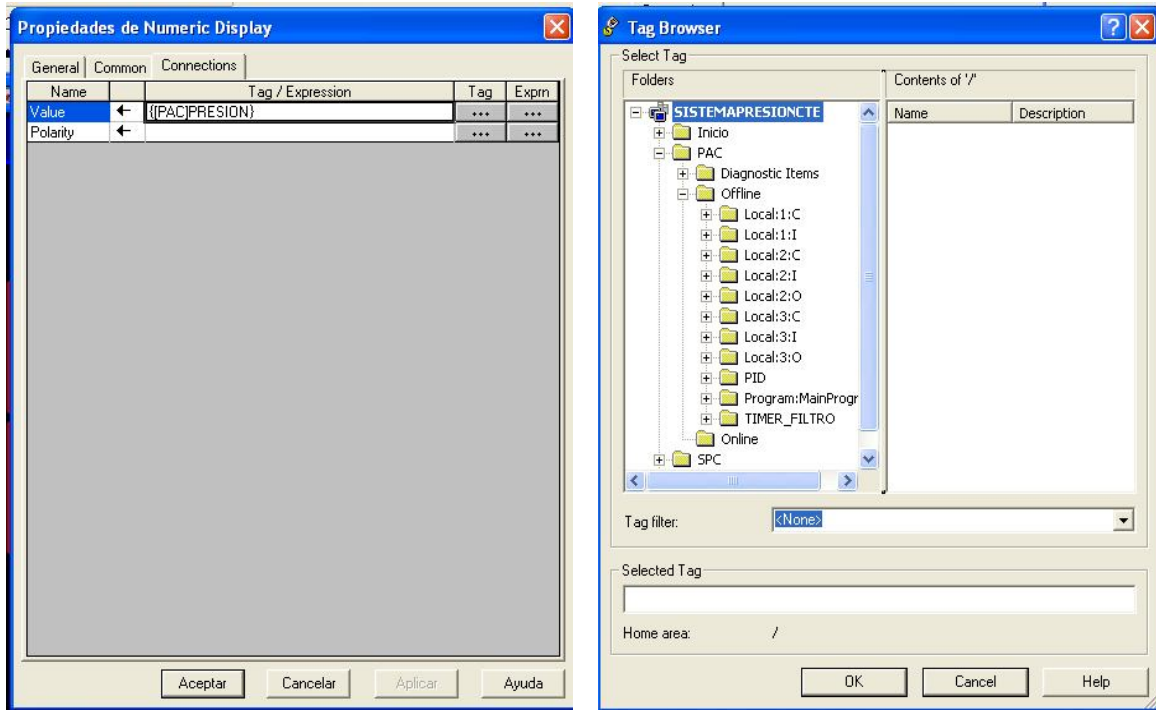 Propiedades de Numeric Display
General Common Connections
Name Tag / Expression Tag Exprn
Value {[PAC]PRESION} ... ...
Polarity ... ...
Aceptar Cancelar Aplicar Ayuda
Tag Browser
Select Tag
Folders
SISTEMAPRESIONCTE
Inicio
PAC
Diagnostic Items
Offline
Local:1:C
Local:1:I
Local:2:C
Local:2:I
Local:2:O
Local:3:C
Local:3:I
Local:3:O
PID
Program:MainProgr
TIMER_FILTRO
Online
SPC
Contents of '/'
Name Description
Tag filter: <None>
Selected Tag
Home area: /
OK Cancel Help